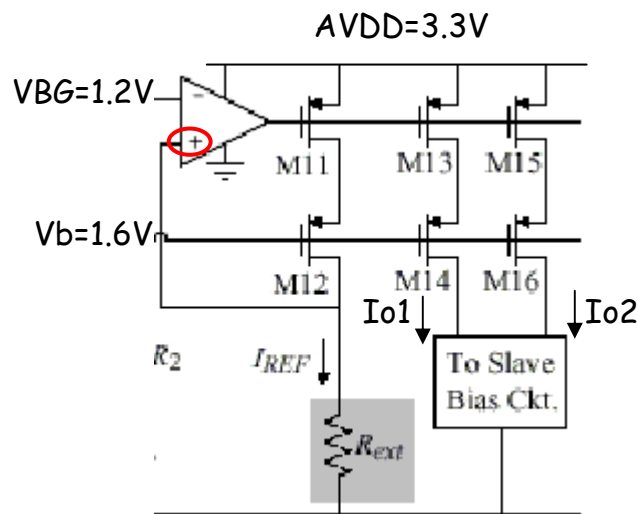 AVDD=3.3V
VBG=1.2V
-
+
M11
M13
M15
Vb=1.6V
M12
M14
M16
Io1
Io2
R2
IREF
To Slave
Bias Ckt.
Rext